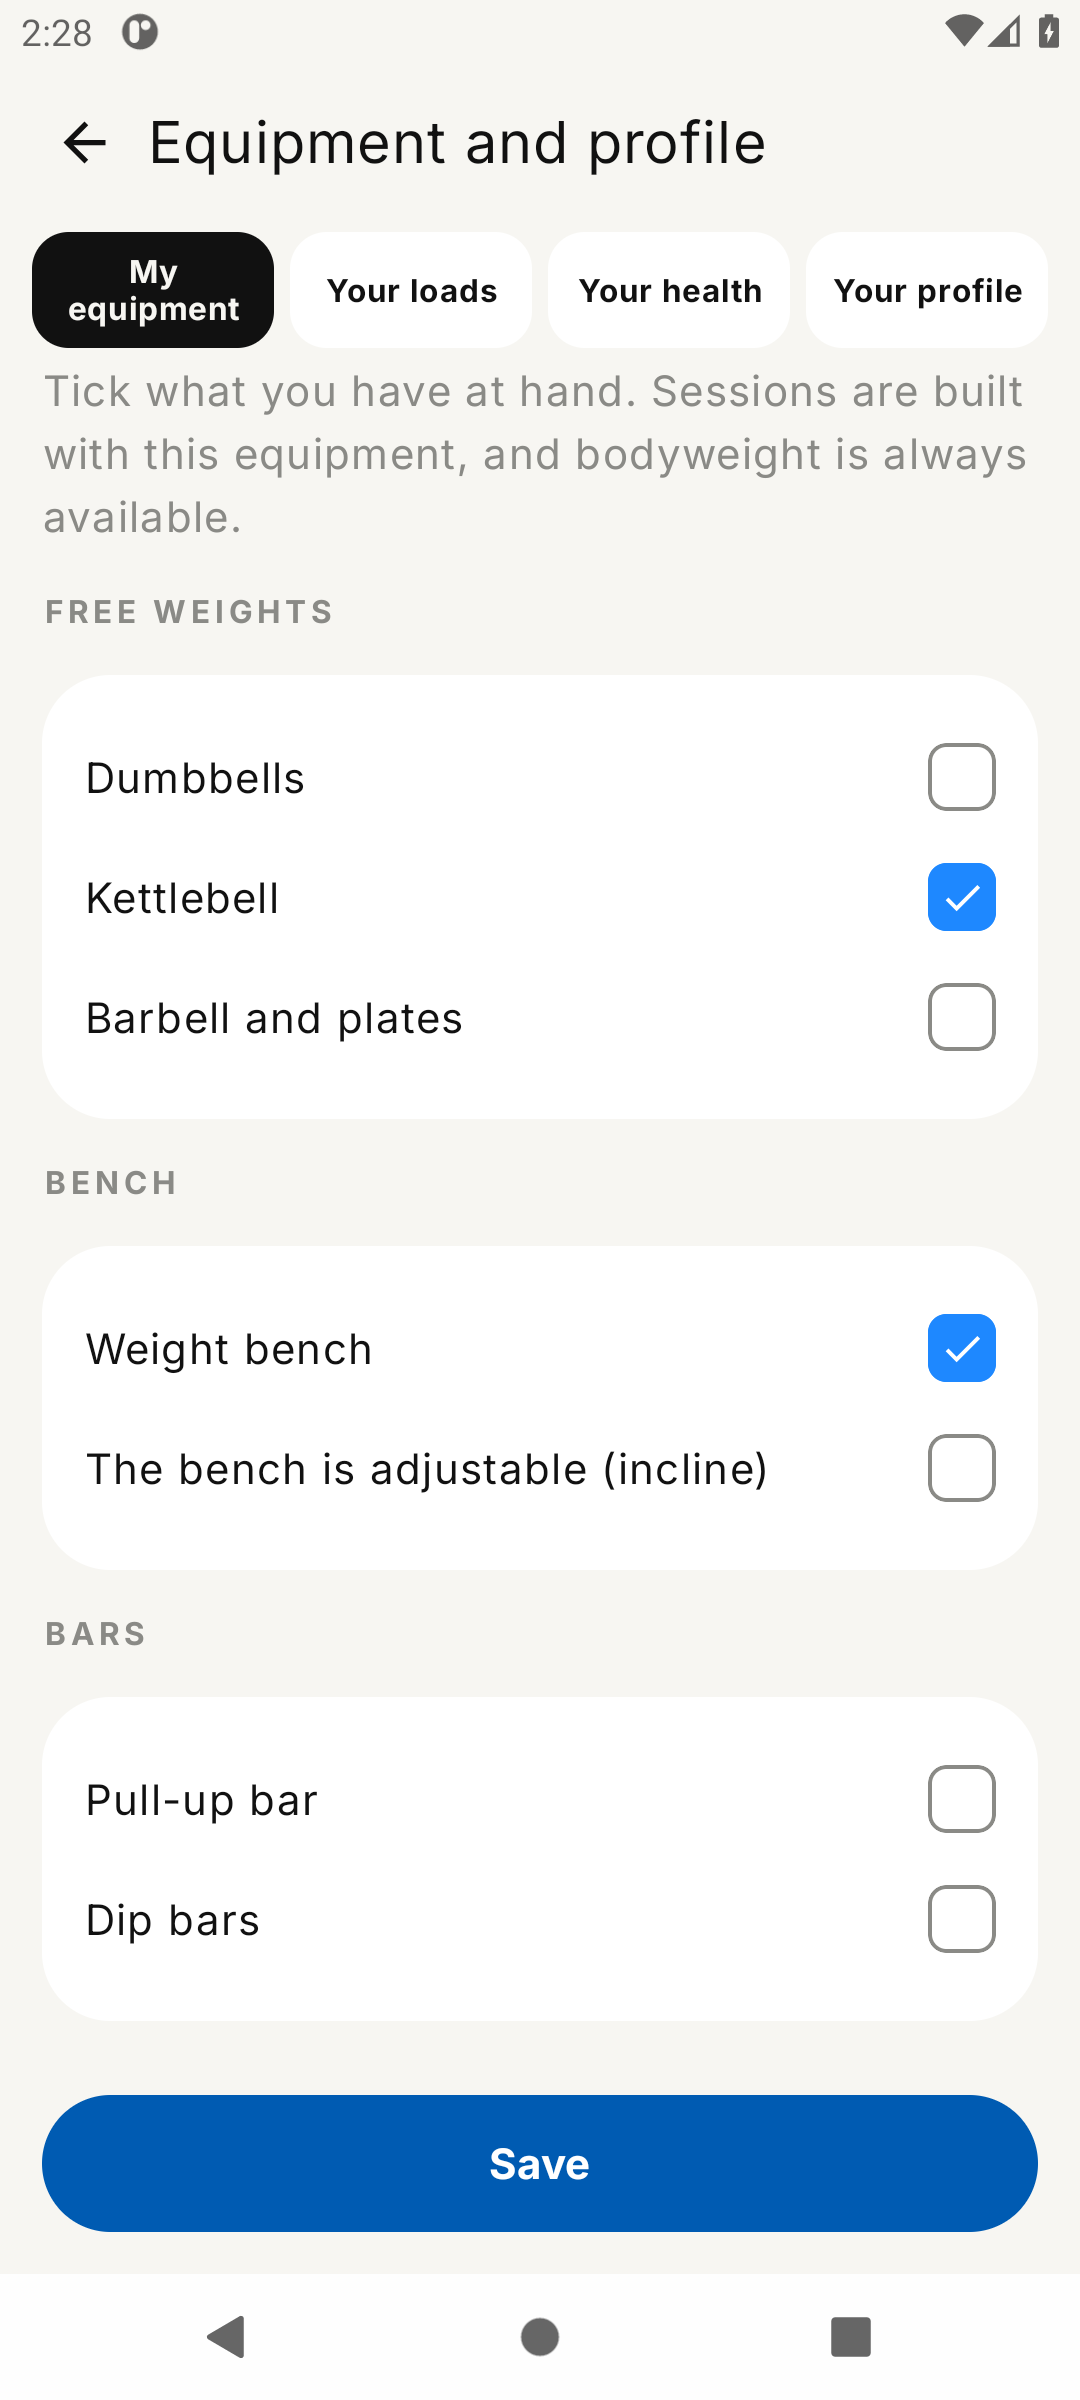 2:28
Equipment and profile
My
equipment
Your loads
Your health
Your profile
Tick what you have at hand. Sessions are built
with this equipment, and bodyweight is always
available.
FREE WEIGHTS
Dumbbells
Kettlebell
Barbell and plates
BENCH
Weight bench
The bench is adjustable (incline)
BARS
Pull-up bar
Dip bars
Save